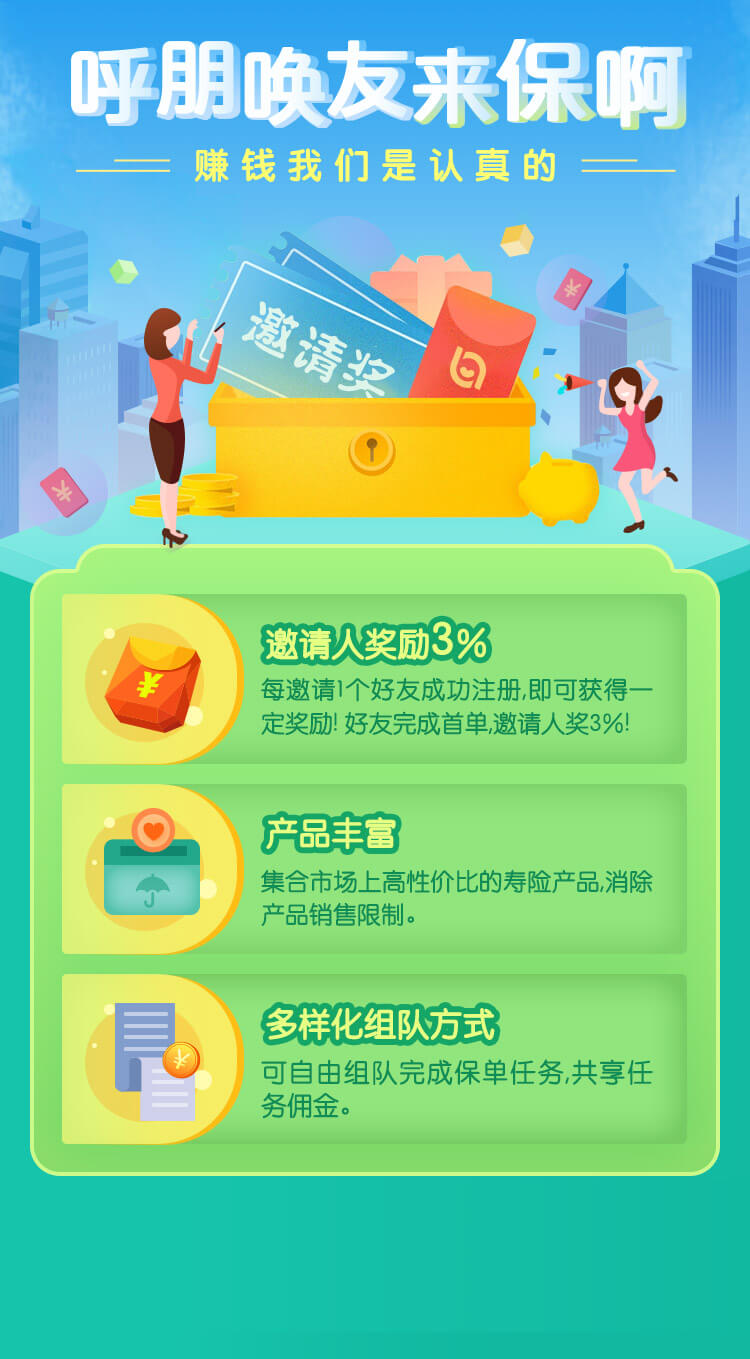 呼朋唤友来保啊
赚钱我们是认真的
邀请奖
¥
¥
邀请人奖励3%
每邀请1个好友成功注册,即可获得一
定奖励! 好友完成首单,邀请人奖3%!
¥
产品丰富
集合市场上高性价比的寿险产品,消除
产品销售限制。
多样化组队方式
可自由组队完成保单任务,共享任
务佣金。
¥